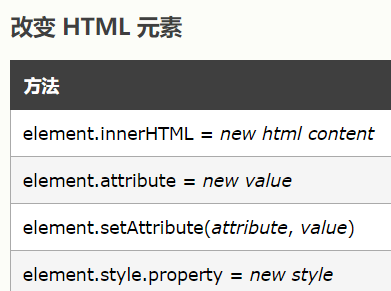 改变 HTML 元素
方法
element.innerHTML = new html content
element.attribute = new value
element.setAttribute(attribute, value)
element.style.property = new style